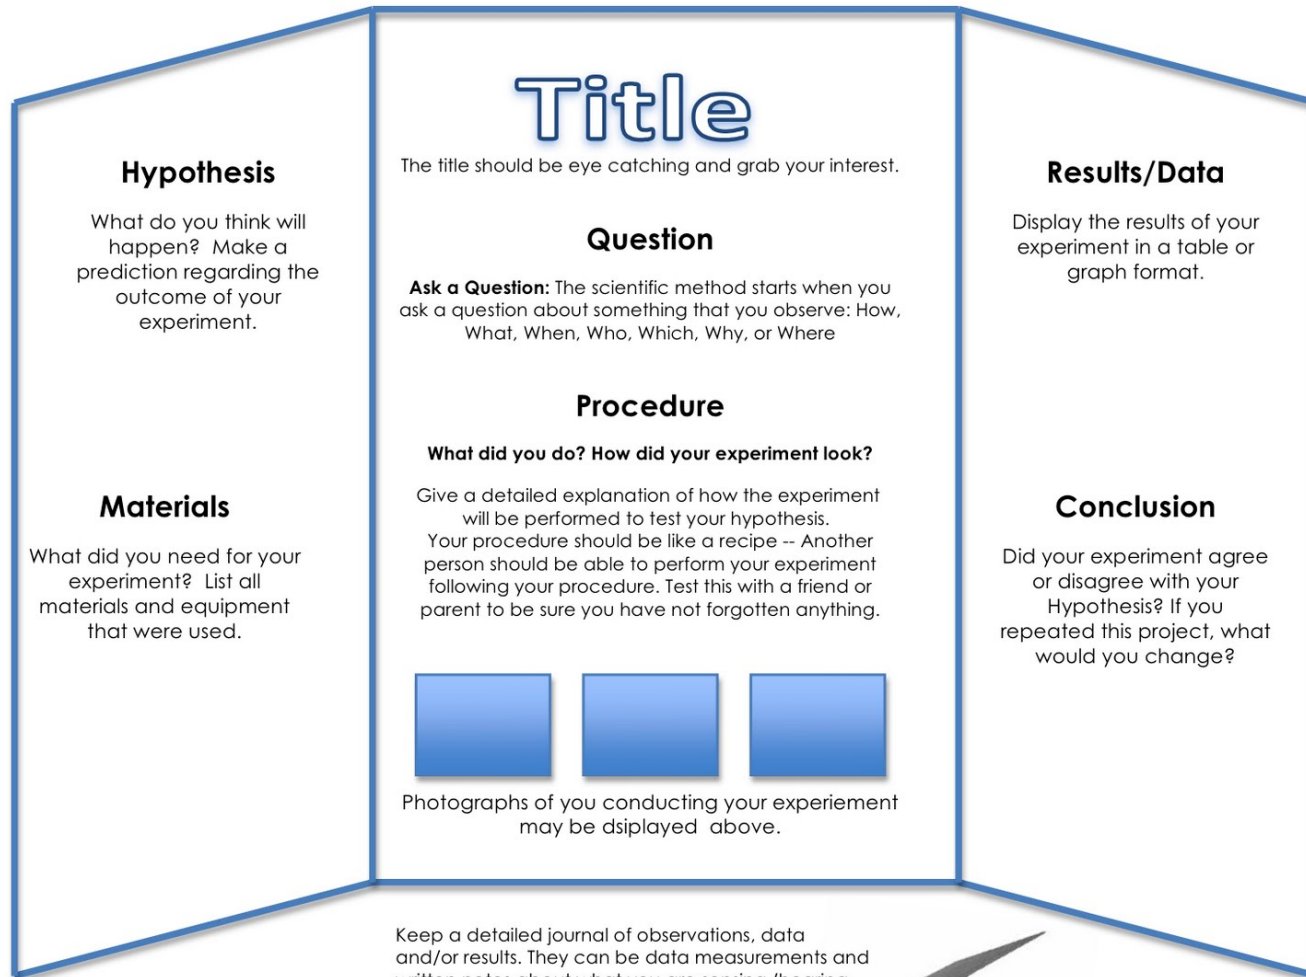 Hypothesis
What do you think will
happen? Make a
prediction regarding the
outcome of your
experiment.
Materials
What did you need for your
experiment? List all
materials and equipment
that were used.
Title
The title should be eye catching and grab your interest.
Question
Ask a Question: The scientific method starts when you
ask a question about something that you observe: How,
What, When, Who, Which, Why, or Where
Procedure
What did you do? How did your experiment look?
Give a detailed explanation of how the experiment
will be performed to test your hypothesis.
Your procedure should be like a recipe -- Another
person should be able to perform your experiment
following your procedure. Test this with a friend or
parent to be sure you have not forgotten anything.
Photographs of you conducting your experiement
may be dsiplayed above.
Results/Data
Display the results of your
experiment in a table or
graph format.
Conclusion
Did your experiment agree
or disagree with your
Hypothesis? If you
repeated this project, what
would you change?
Keep a detailed journal of observations, data
and/or results. They can be data measurements and
written notes about what you are sensing (hearing,